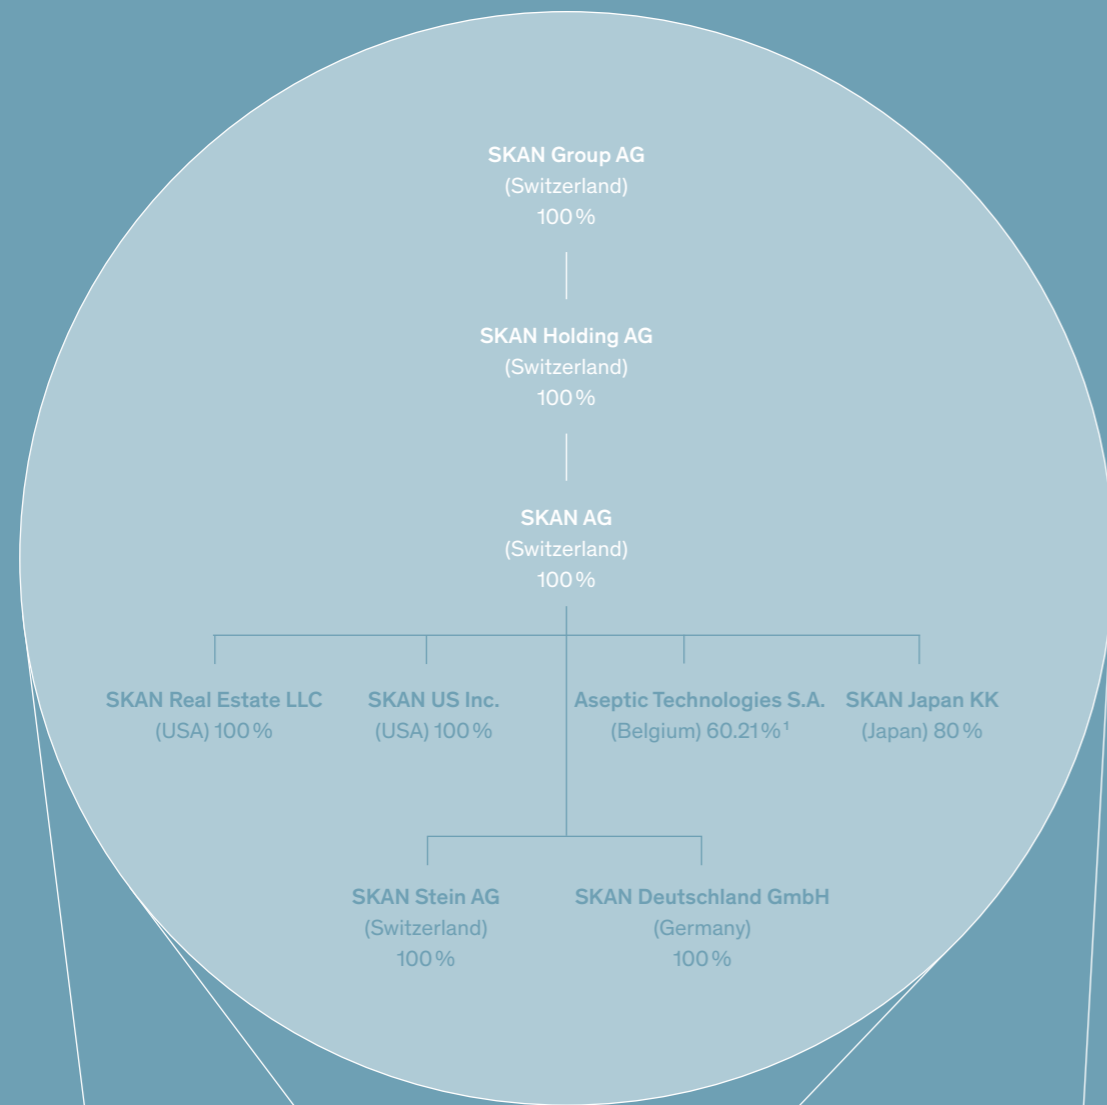 SKAN Group AG
(Switzerland)
100 %
SKAN Holding AG
(Switzerland)
100 %
SKAN AG
(Switzerland)
100 %
SKAN Real Estate LLC
(USA) 100 %
SKAN US Inc.
(USA) 100 %
Aseptic Technologies S.A.
(Belgium) 60.21 % ¹
SKAN Japan KK
(Japan) 80 %
SKAN Stein AG
(Switzerland)
100 %
SKAN Deutschland GmbH
(Germany)
100 %